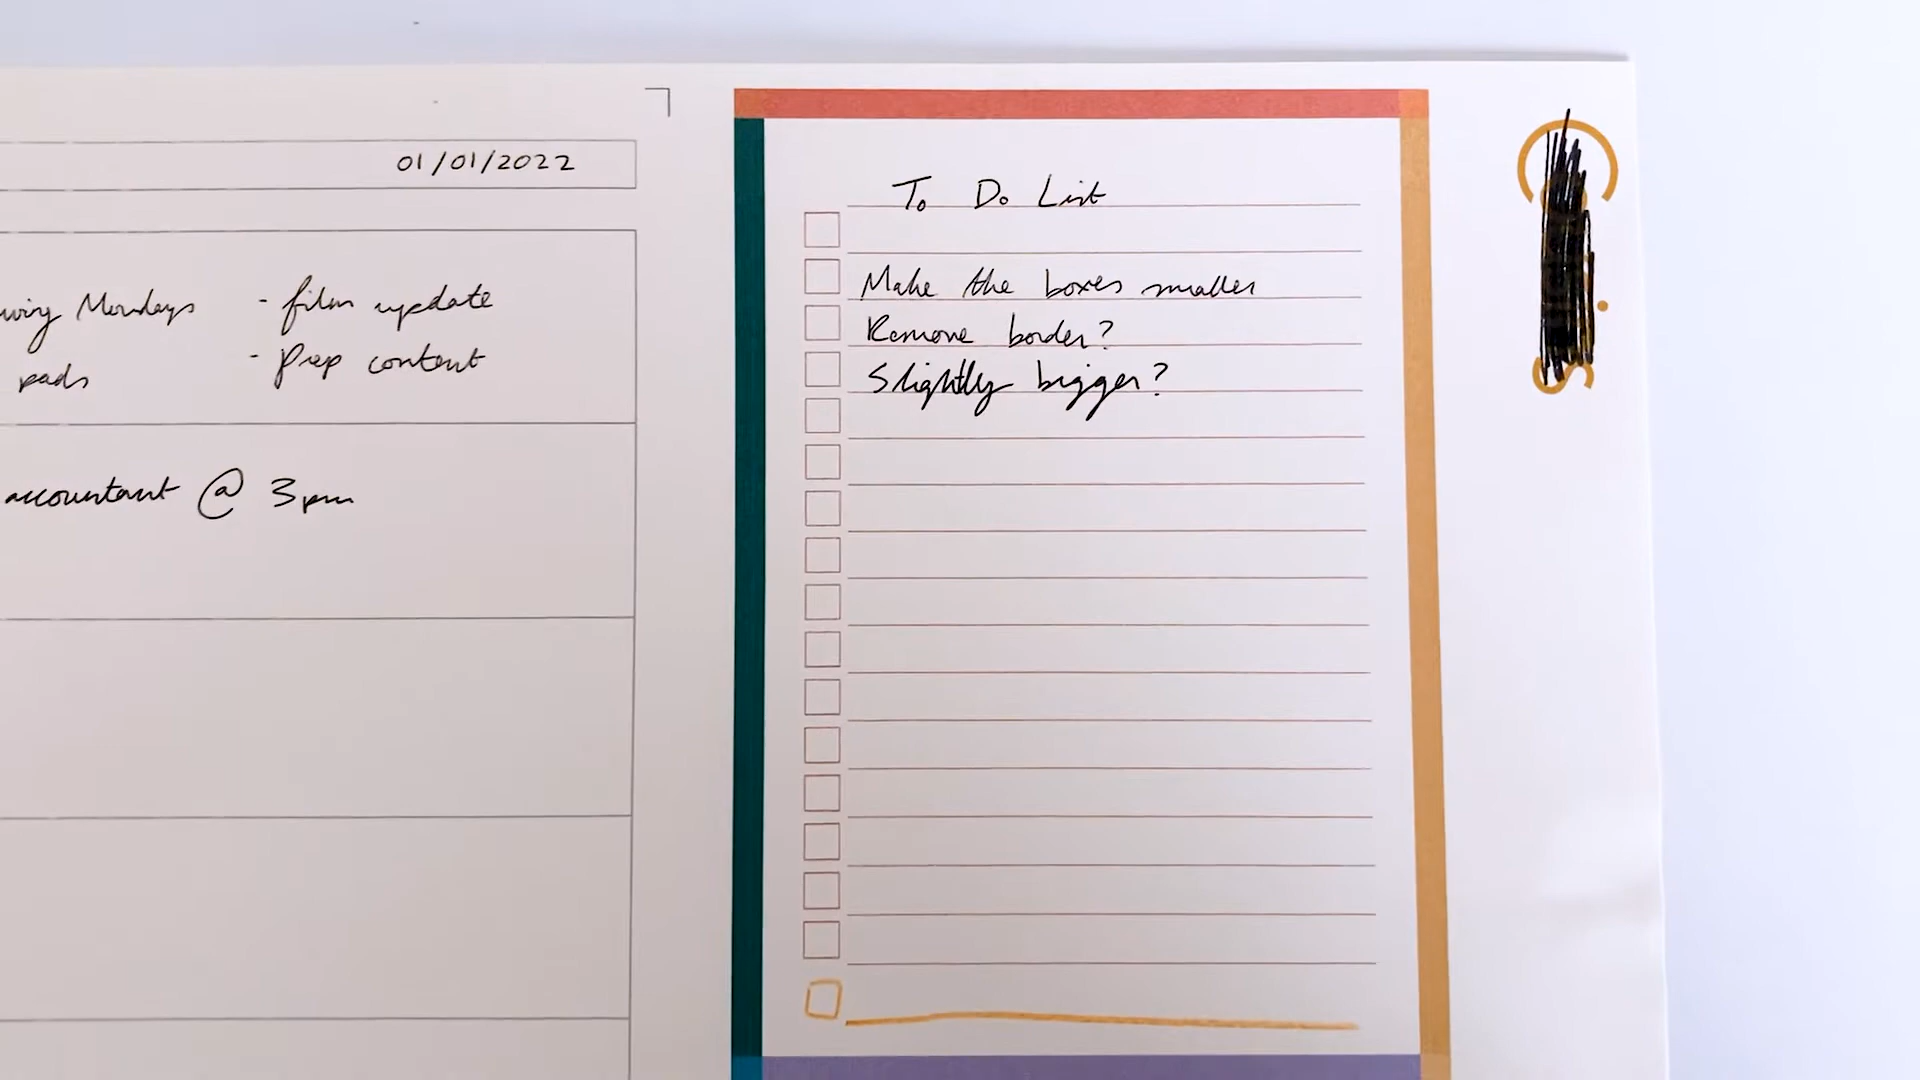 01/01/2022
Mondays - film update
pads - Prep content
accountant @ 3pm
To Do List
Make the boxes smaller
Remove border?
Slightly bigger?